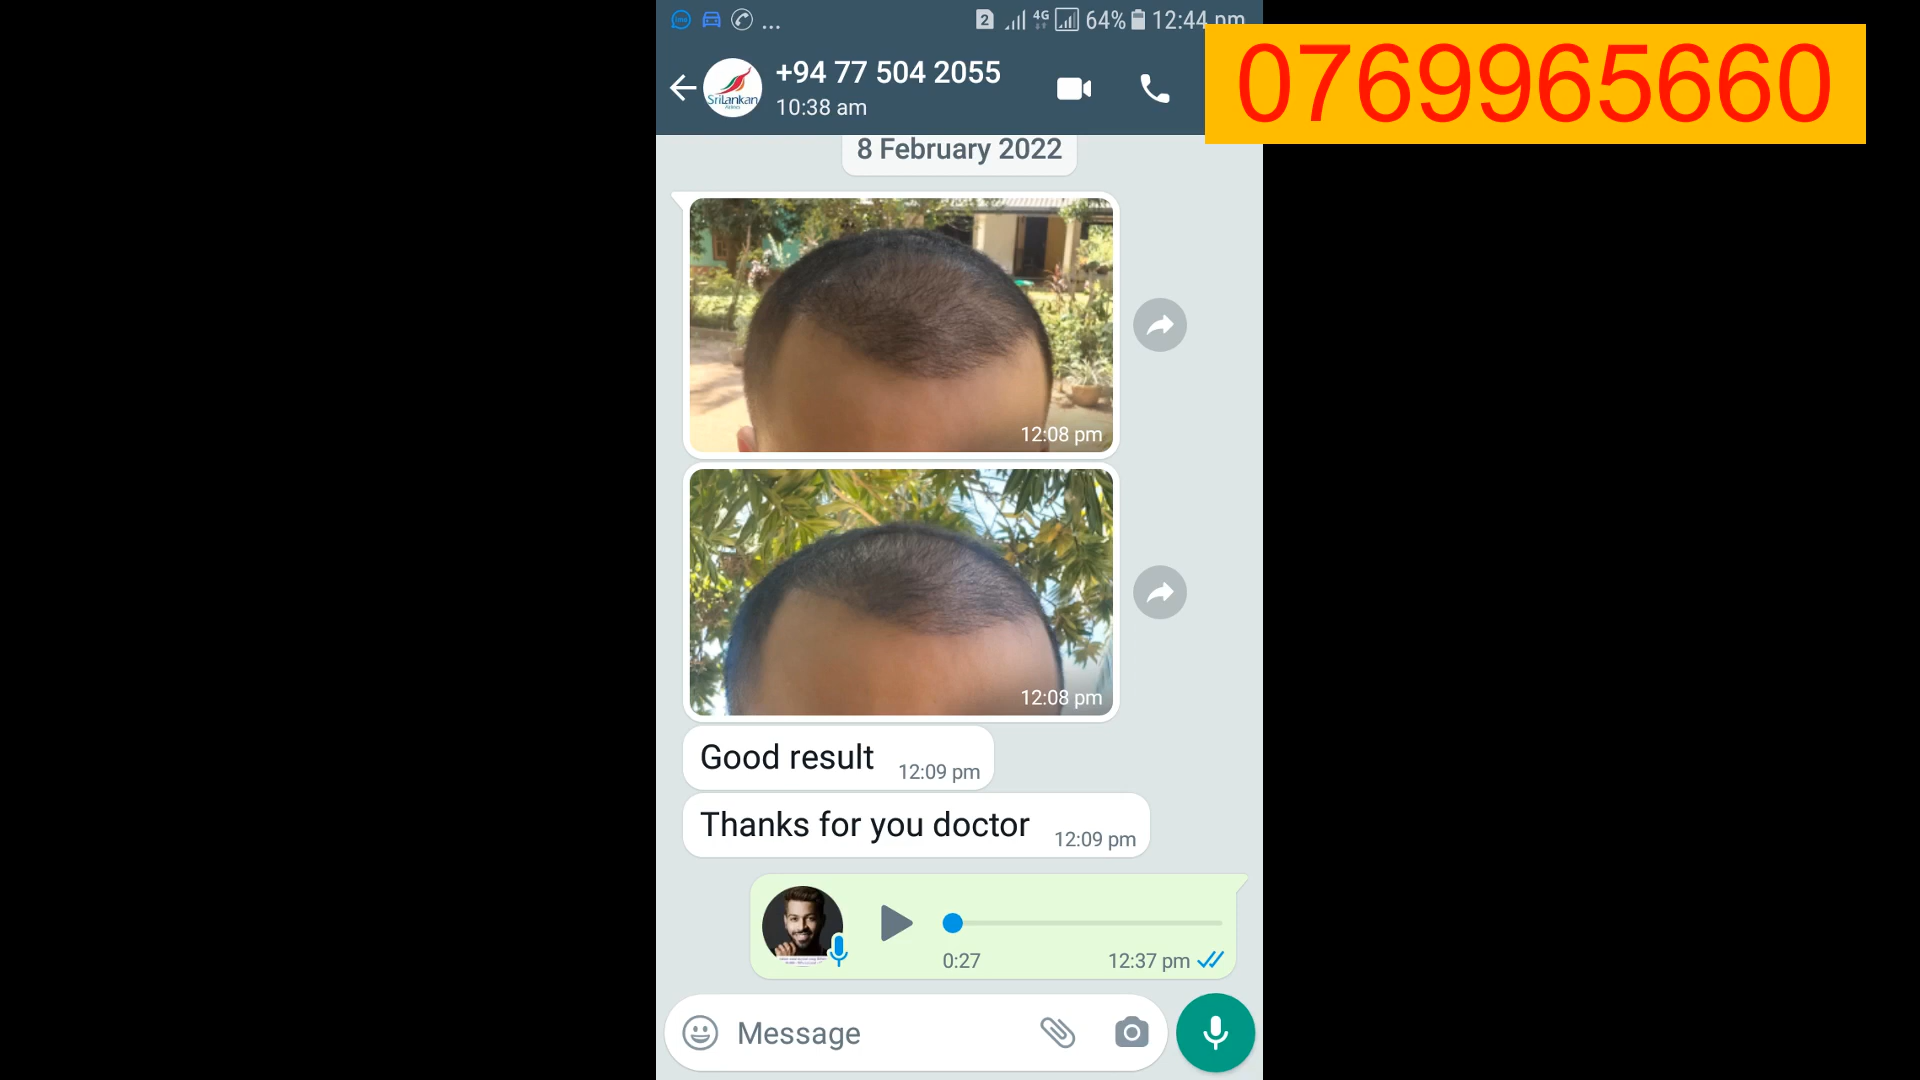 2 4G 64% 12:44 pm
0769965660
+94 77 504 2055
SriLankan
Airlines
10:38 am
8 February 2022
12:08 pm
12:08 pm
Good result 12:09 pm
Thanks for you doctor 12:09 pm
0:27 12:37 pm
Message